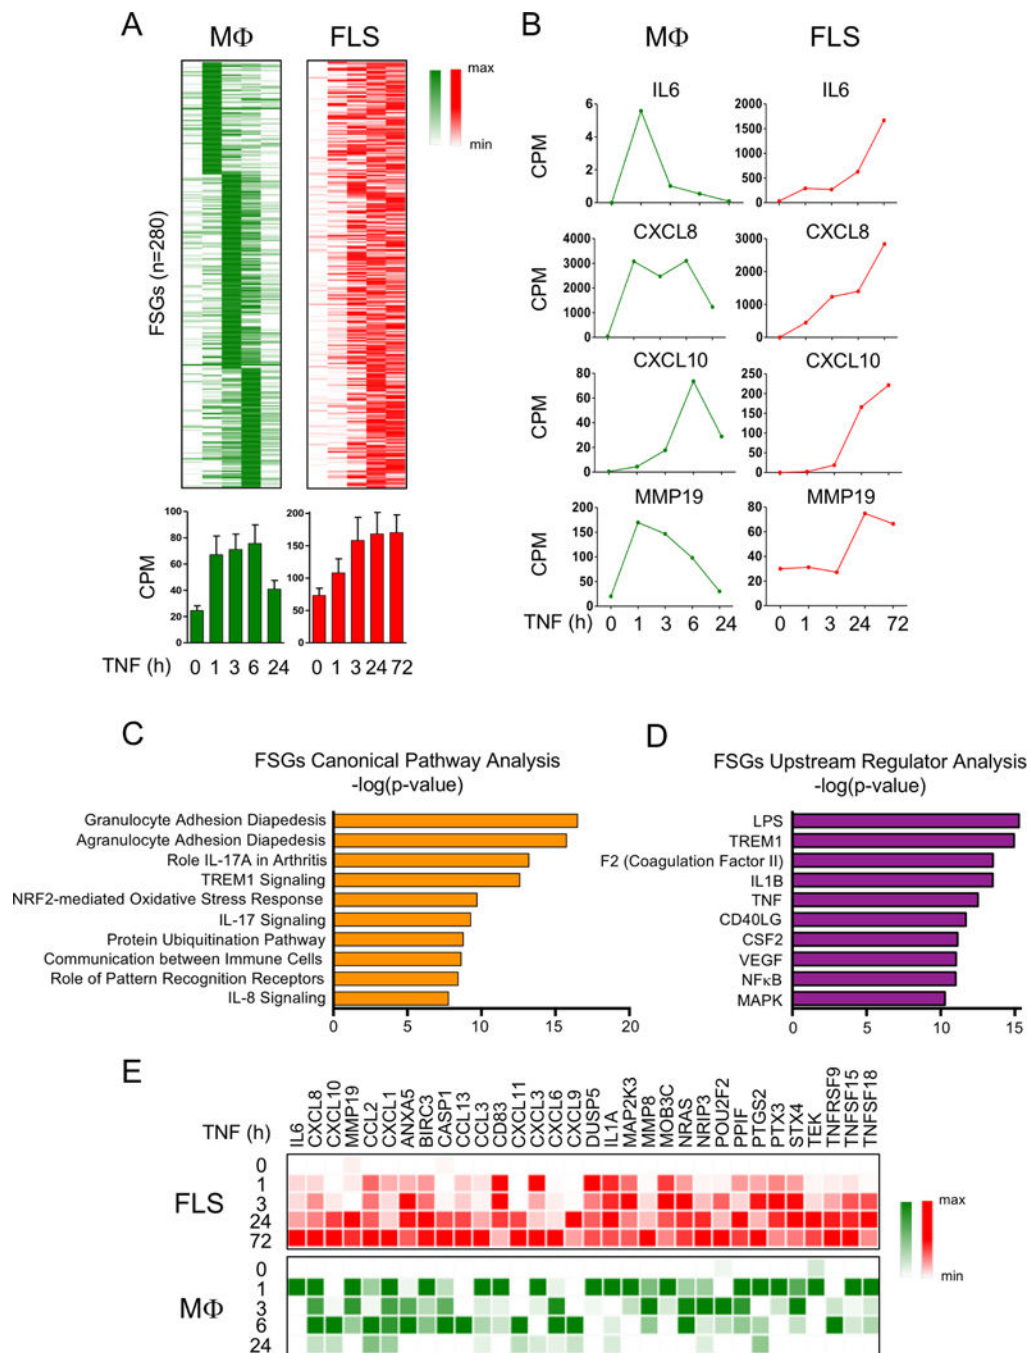 A
MΦ
FLS
max
min
FSGs (n=280)
CPM
100
80
60
40
20
0
200
150
100
50
0
TNF (h)
0 1 3 6 24
0 1 3 24 72
B
MΦ
FLS
IL6
IL6
CPM
6
4
2
0
2000
1500
1000
500
0
CXCL8
CXCL8
CPM
4000
3000
2000
1000
0
3000
2000
1000
0
CXCL10
CXCL10
CPM
80
60
40
20
0
250
200
150
100
50
0
MMP19
MMP19
CPM
200
150
100
50
0
80
60
40
20
0
TNF (h)
0 1 3 6 24
0 1 3 24 72
C
FSGs Canonical Pathway Analysis
-log(p-value)
Granulocyte Adhesion Diapedesis
Agranulocyte Adhesion Diapedesis
Role IL-17A in Arthritis
TREM1 Signaling
NRF2-mediated Oxidative Stress Response
IL-17 Signaling
Protein Ubiquitination Pathway
Communication between Immune Cells
Role of Pattern Recognition Receptors
IL-8 Signaling
0 5 10 15 20
D
FSGs Upstream Regulator Analysis
-log(p-value)
LPS
TREM1
F2 (Coagulation Factor II)
IL1B
TNF
CD40LG
CSF2
VEGF
NFκB
MAPK
0 5 10 15
E
TNF (h)
IL6
CXCL8
CXCL10
MMP19
CCL2
CXCL1
ANXA5
BIRC3
CASP1
CCL13
CCL3
CD83
CXCL11
CXCL3
CXCL6
CXCL9
DUSP5
IL1A
MAP2K3
MMP8
MOB3C
NRAS
NRIP3
POU2F2
PPIF
PTGS2
PTX3
STX4
TEK
TNFRSF9
TNFSF15
TNFSF18
FLS
0
1
3
24
72
MΦ
0
1
3
6
24
max
min